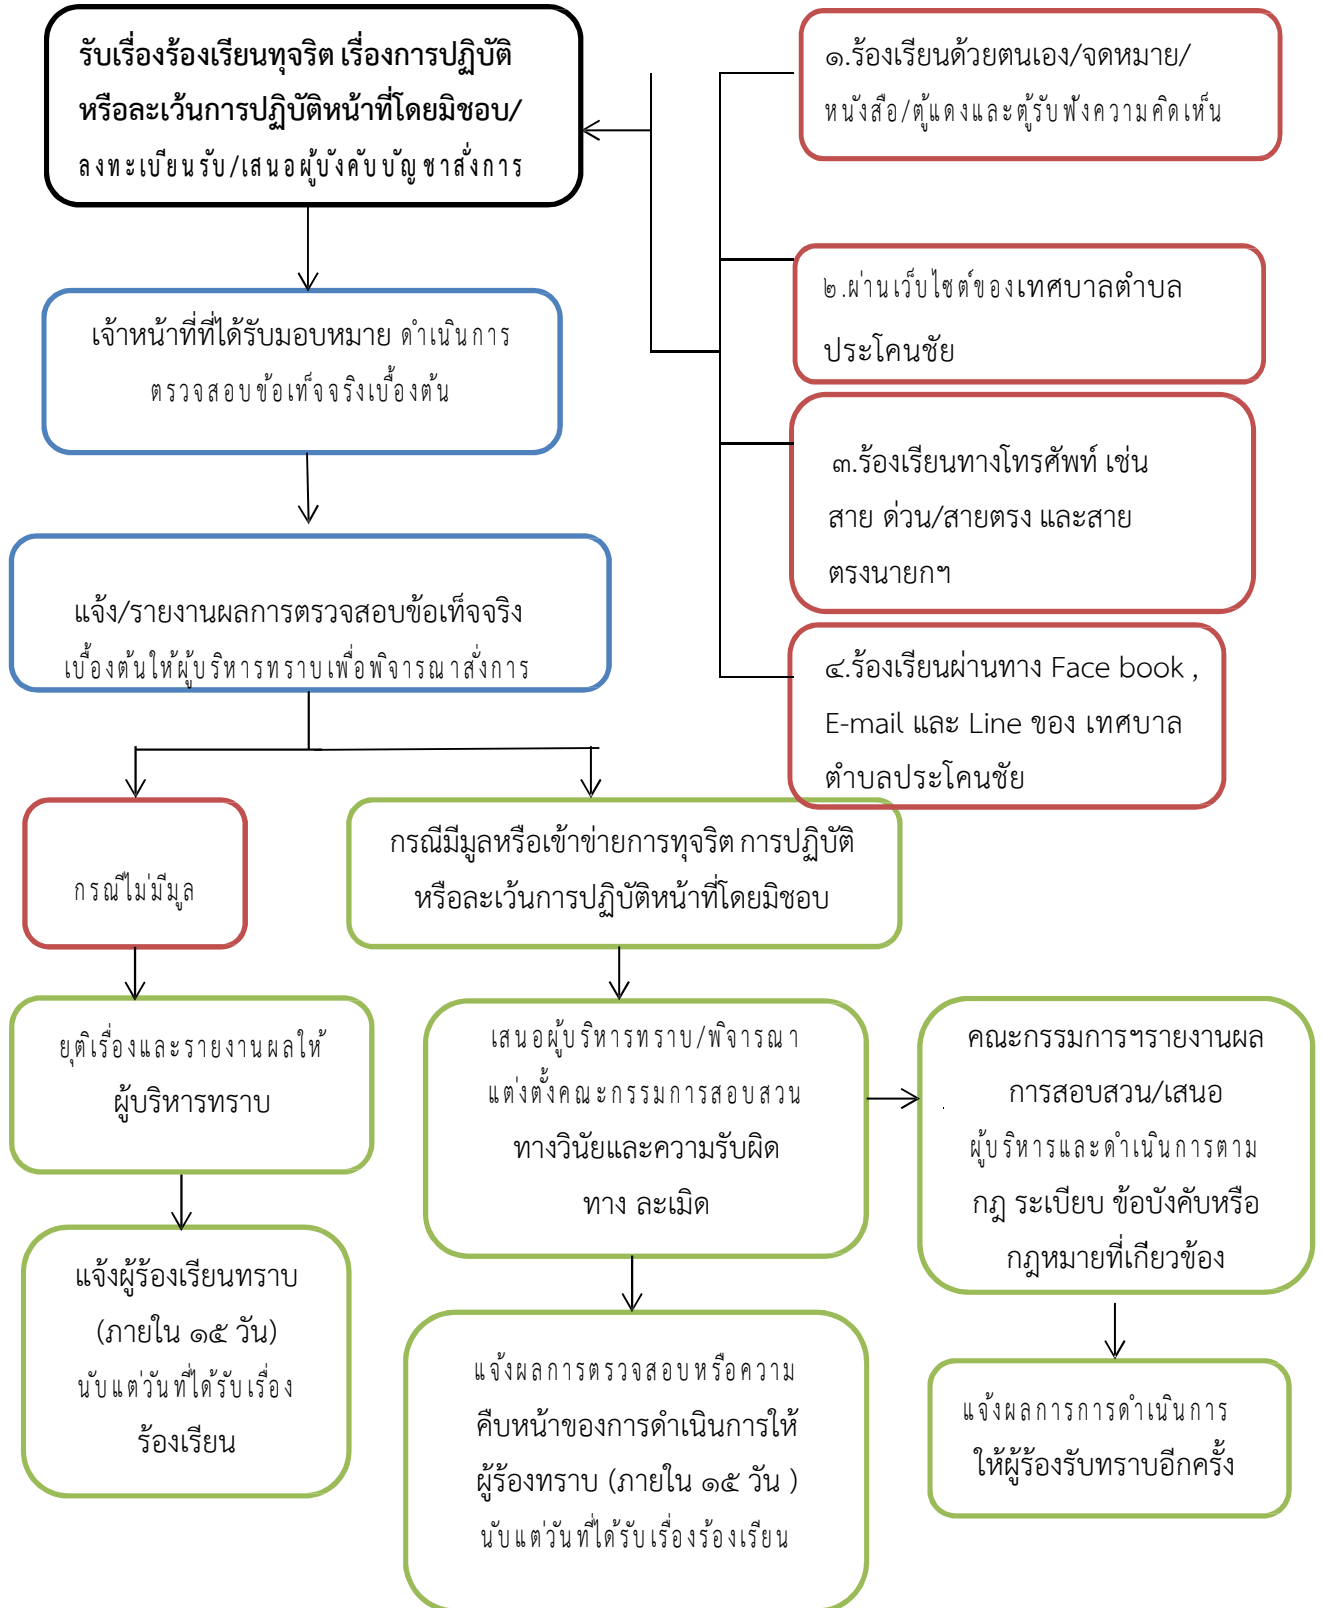 รับเรื่องร้องเรียนทุจริต เรื่องการปฏิบัติ
หรือละเว้นการปฏิบัติหน้าที่โดยมิชอบ/
ลงทะเบียนรับ/เสนอผู้บังคับบัญชาสั่งการ
๑.ร้องเรียนด้วยตนเอง/จดหมาย/
หนังสือ/ตู้แดงและตู้รับฟังความคิดเห็น
๒.ผ่านเว็บไซต์ของเทศบาลตำบล
ประโคนชัย
๓.ร้องเรียนทางโทรศัพท์ เช่น
สาย ด่วน/สายตรง และสาย
ตรงนายกฯ
๔.ร้องเรียนผ่านทาง Face book ,
E-mail และ Line ของ เทศบาล
ตำบลประโคนชัย
เจ้าหน้าที่ที่ได้รับมอบหมาย ดำเนินการ
ตรวจสอบข้อเท็จจริงเบื้องต้น
แจ้ง/รายงานผลการตรวจสอบข้อเท็จจริง
เบื้องต้นให้ผู้บริหารทราบเพื่อพิจารณาสั่งการ
กรณีไม่มีมูล
กรณีมีมูลหรือเข้าข่ายการทุจริต การปฏิบัติ
หรือละเว้นการปฏิบัติหน้าที่โดยมิชอบ
ยุติเรื่องและรายงานผลให้
ผู้บริหารทราบ
เสนอผู้บริหารทราบ/พิจารณา
แต่งตั้งคณะกรรมการสอบสวน
ทางวินัยและความรับผิด
ทาง ละเมิด
คณะกรรมการฯรายงานผล
การสอบสวน/เสนอ
ผู้บริหารและดำเนินการตาม
กฎ ระเบียบ ข้อบังคับหรือ
กฎหมายที่เกียวข้อง
แจ้งผู้ร้องเรียนทราบ
(ภายใน ๑๕ วัน)
นับแต่วันที่ได้รับเรื่อง
ร้องเรียน
แจ้งผลการตรวจสอบหรือความ
คืบหน้าของการดำเนินการให้
ผู้ร้องทราบ (ภายใน ๑๕ วัน )
นับแต่วันที่ได้รับเรื่องร้องเรียน
แจ้งผลการการดำเนินการ
ให้ผู้ร้องรับทราบอีกครั้ง